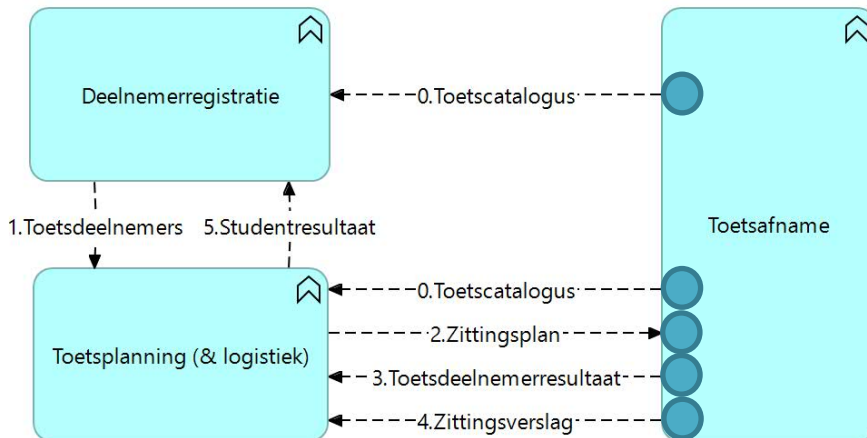 Deelnemerregistratie
0.Toetscatalogus
1.Toetsdeelnemers
5.Studentresultaat
Toetsafname
0.Toetscatalogus
2.Zittingsplan
Toetsplanning (& logistiek)
3.Toetsdeelnemerresultaat
4.Zittingsverslag